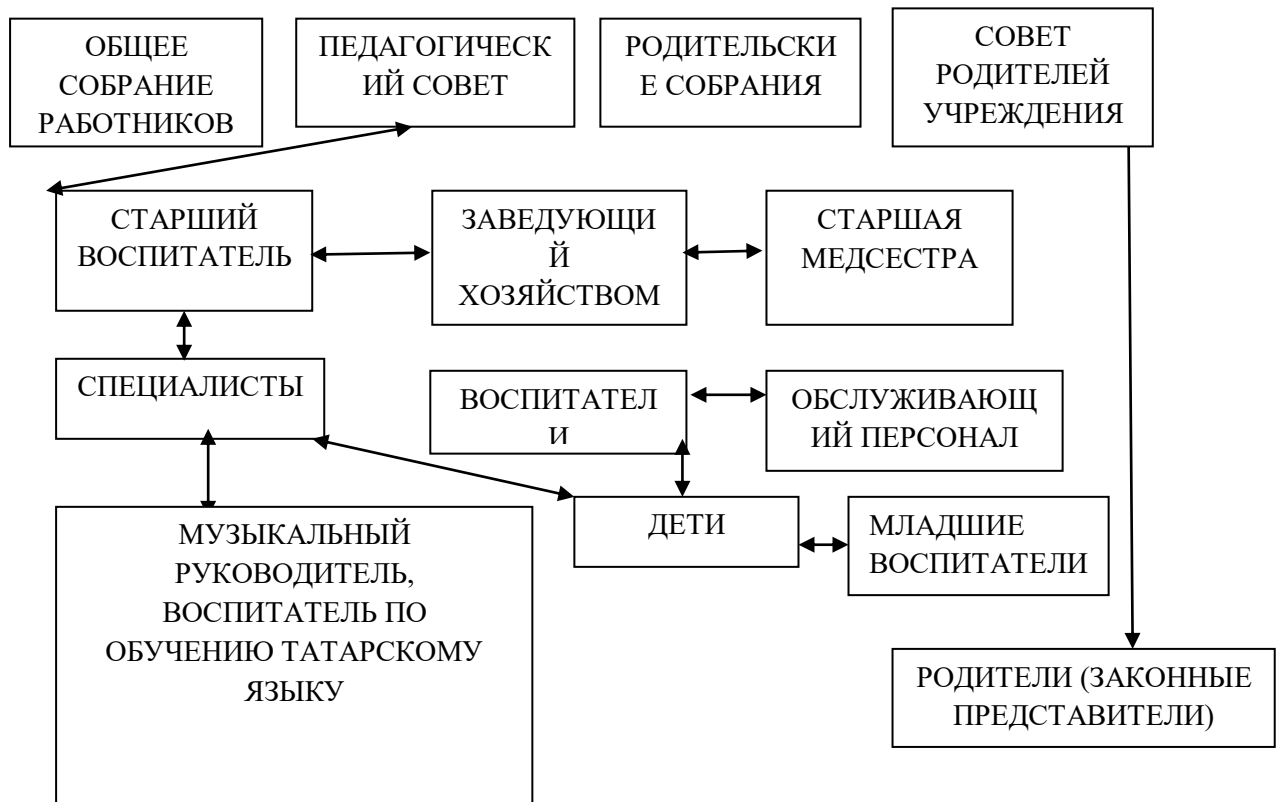 ОБЩЕЕ
СОБРАНИЕ
РАБОТНИКОВ
ПЕДАГОГИЧЕСК
ИЙ СОВЕТ
РОДИТЕЛЬСКИ
Е СОБРАНИЯ
СОВЕТ
РОДИТЕЛЕЙ
УЧРЕЖДЕНИЯ
СТАРШИЙ
ВОСПИТАТЕЛЬ
ЗАВЕДУЮЩИ
Й
ХОЗЯЙСТВОМ
СТАРШАЯ
МЕДСЕСТРА
СПЕЦИАЛИСТЫ
ВОСПИТАТЕЛ
И
ОБСЛУЖИВАЮЩ
ИЙ ПЕРСОНАЛ
МУЗЫКАЛЬНЫЙ
РУКОВОДИТЕЛЬ,
ВОСПИТАТЕЛЬ ПО
ОБУЧЕНИЮ ТАТАРСКОМУ
ЯЗЫКУ
ДЕТИ
МЛАДШИЕ
ВОСПИТАТЕЛИ
РОДИТЕЛИ (ЗАКОННЫЕ
ПРЕДСТАВИТЕЛИ)